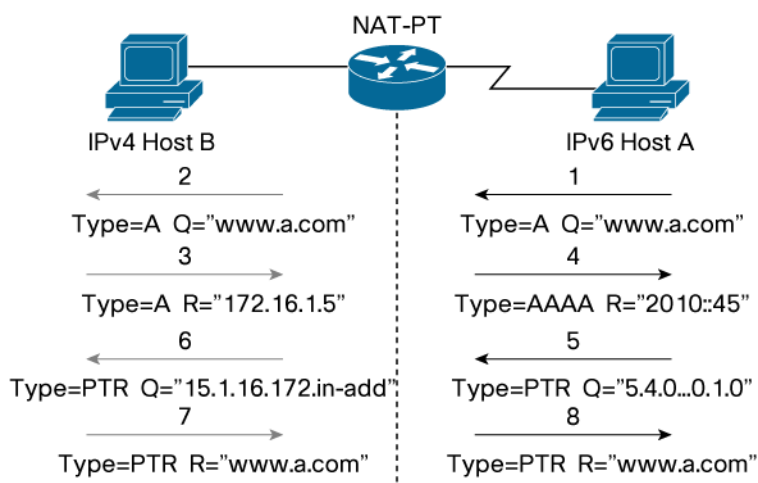 NAT-PT
IPv4 Host B
IPv6 Host A
2
1
Type=A Q="www.a.com"
Type=A Q="www.a.com"
3
4
Type=A R="172.16.1.5"
Type=AAAA R="2010::45"
6
5
Type=PTR Q="15.1.16.172.in-add"
Type=PTR Q="5.4.0...0.1.0"
7
8
Type=PTR R="www.a.com"
Type=PTR R="www.a.com"